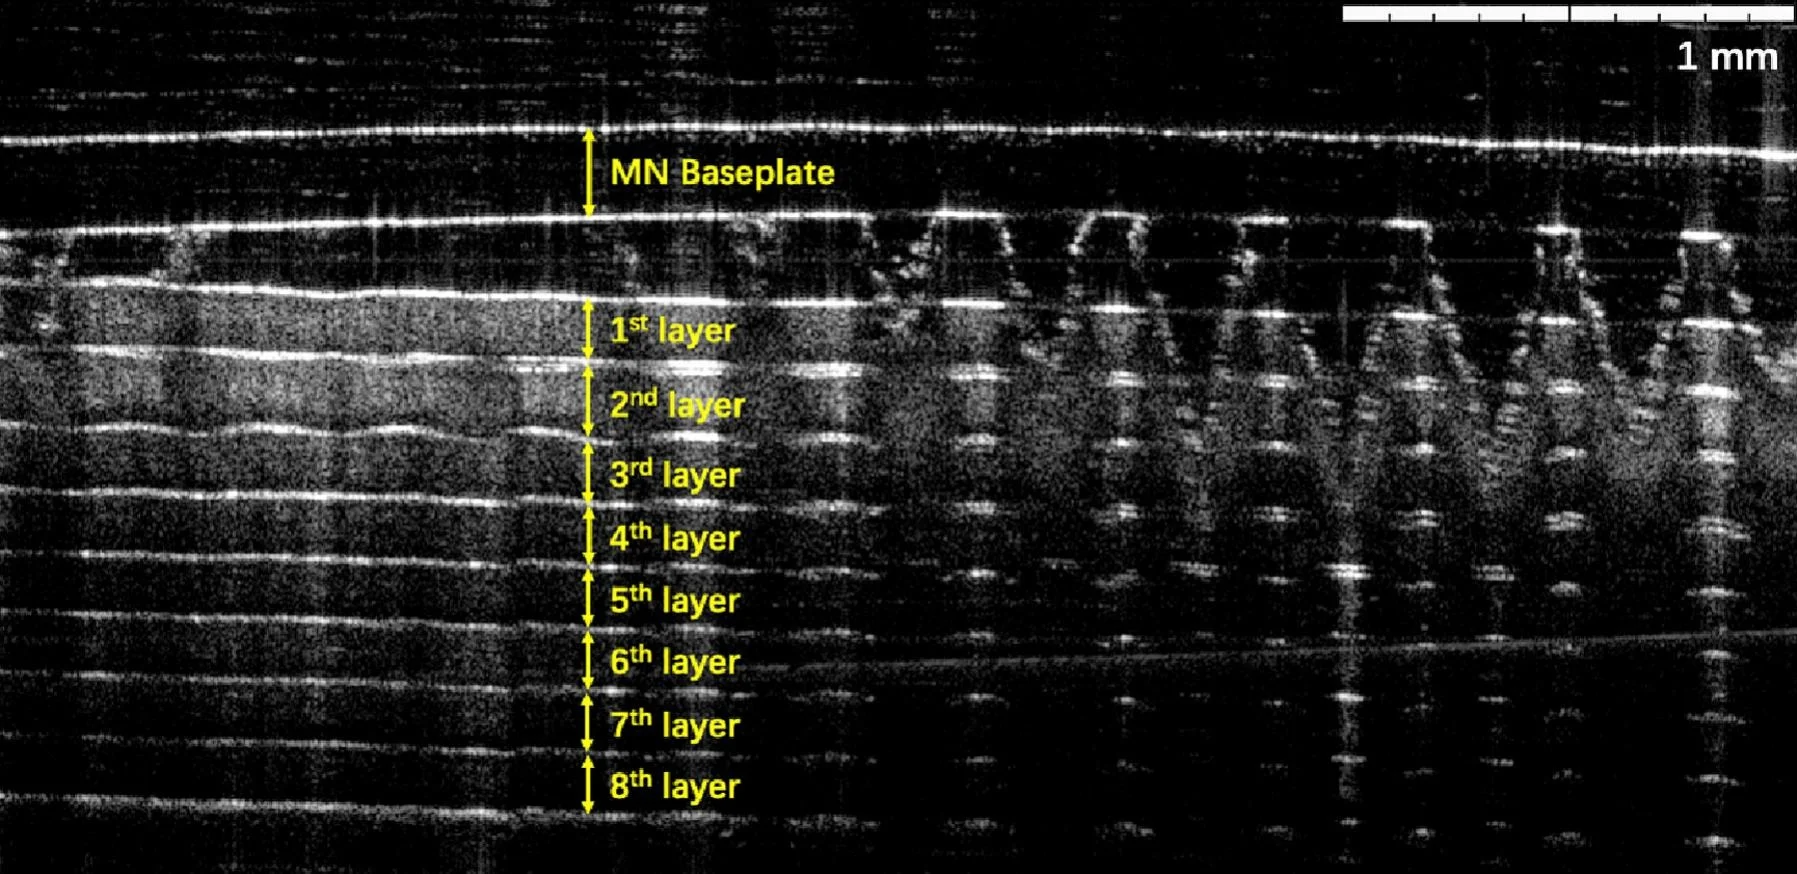 1 mm
MN Baseplate
1st layer
2nd layer
3rd layer
4th layer
5th layer
6th layer
7th layer
8th layer